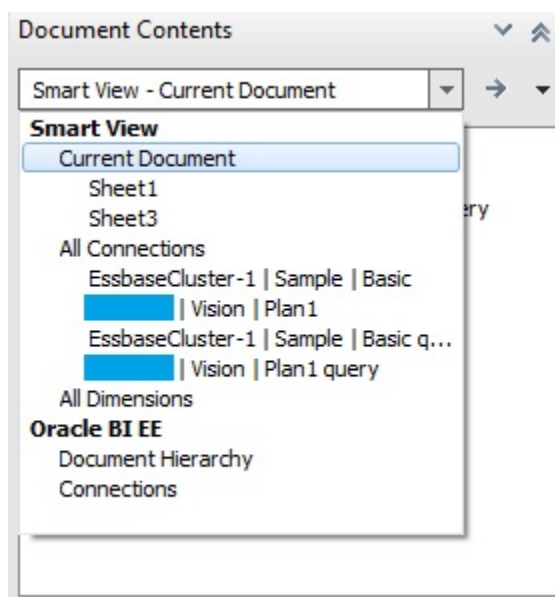 Document Contents
Smart View - Current Document
Smart View
Current Document
Sheet1
Sheet3
ery
All Connections
EssbaseCluster-1 | Sample | Basic
| Vision | Plan1
EssbaseCluster-1 | Sample | Basic q...
| Vision | Plan1 query
All Dimensions
Oracle BI EE
Document Hierarchy
Connections